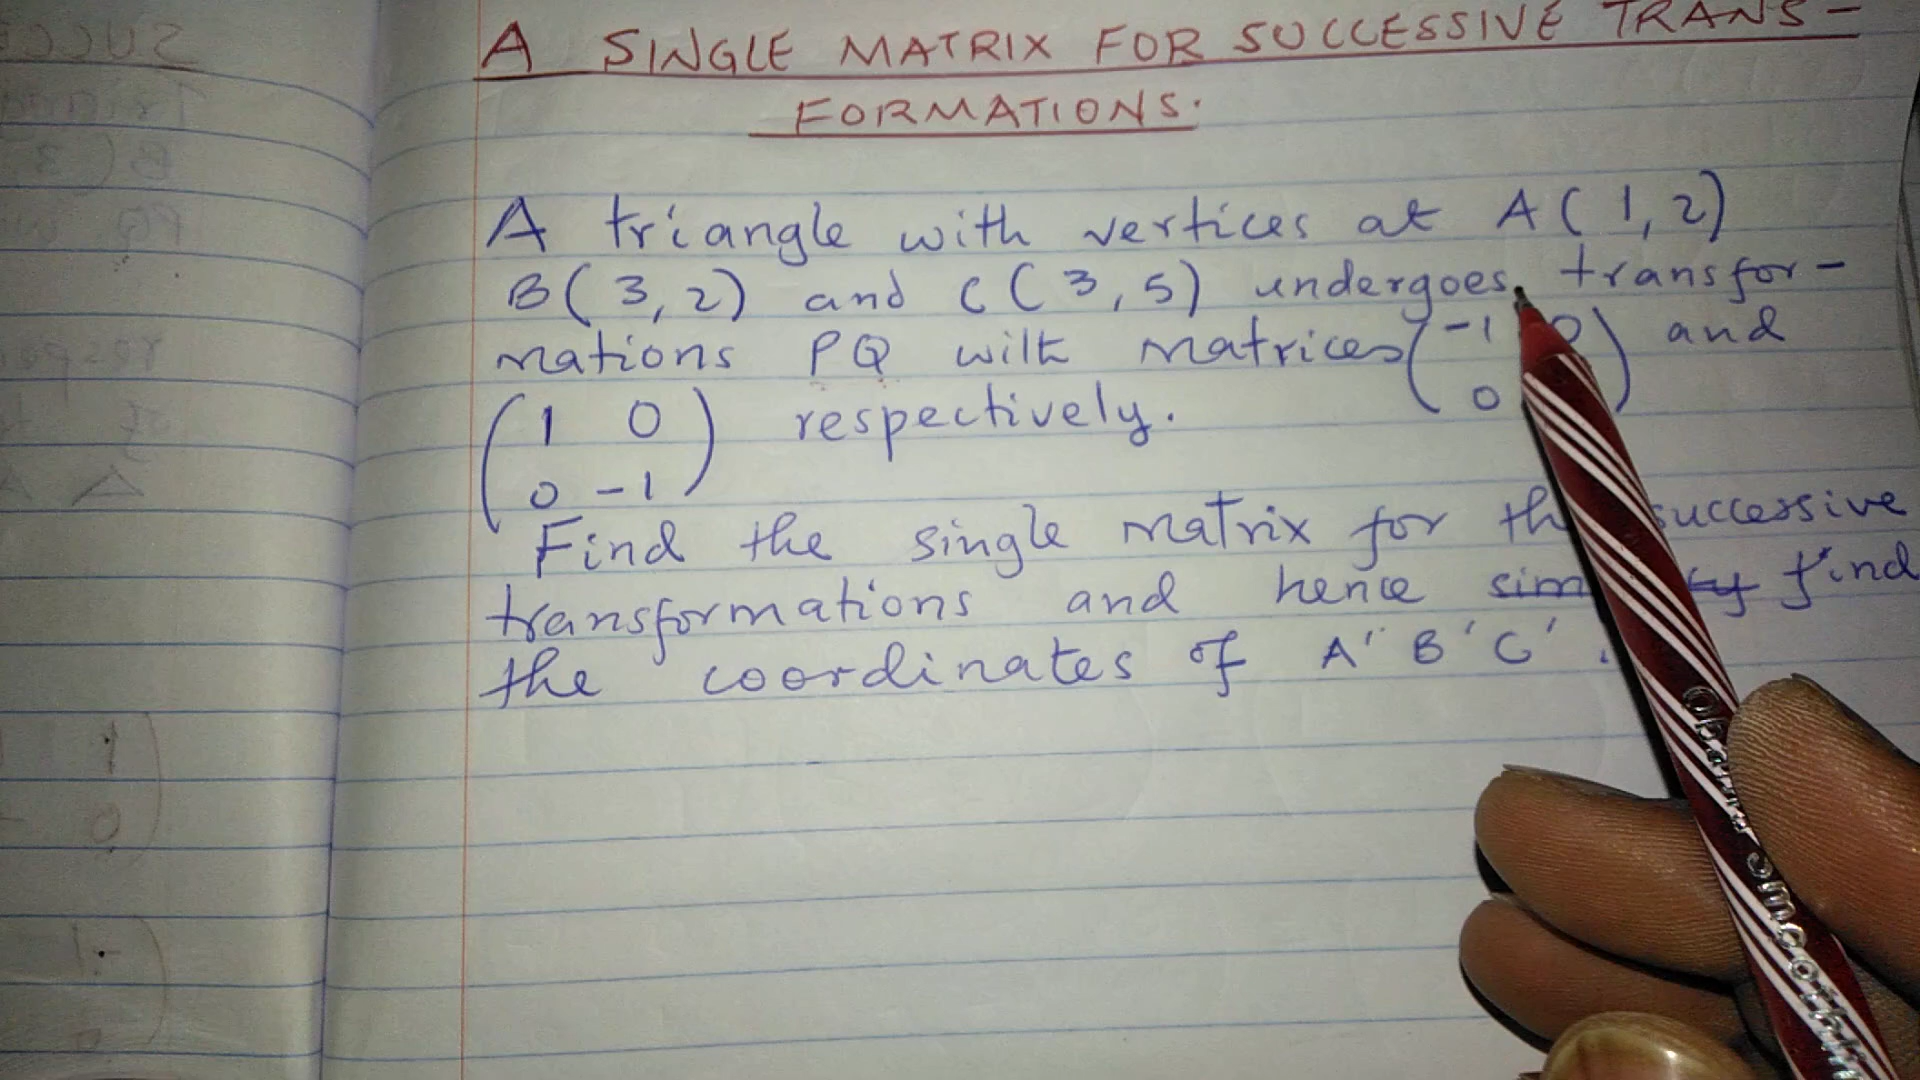 A SINGLE MATRIX FOR SUCCESSIVE TRANS-
FORMATIONS.
A triangle with vertices at A(1,2)
B(3,2) and C(3,5) undergoes transfor-
mations PQ with matrices (-1 0 and
0
(1 0) respectively.
0 -1
Find the single matrix for successive
transformations and hence find
the coordinates of A' B' C'.